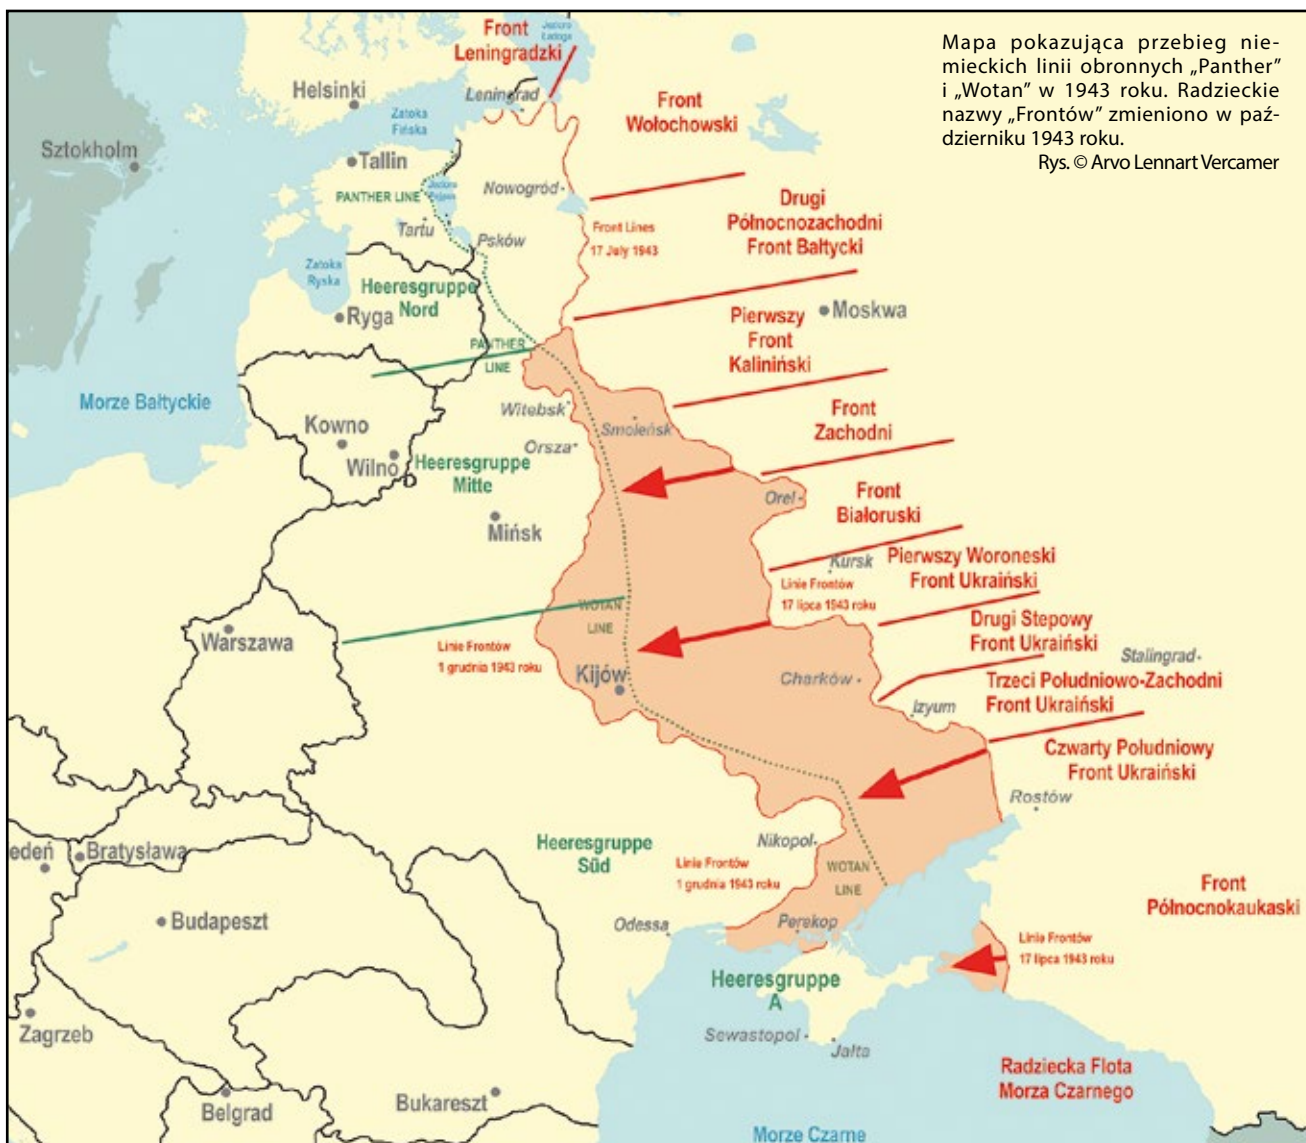 Mapa pokazująca przebieg nie-
mieckich linii obronnych „Panther”
i „Wotan” w 1943 roku. Radzieckie
nazwy „Frontów” zmieniono w paź-
dzierniku 1943 roku.
Rys. © Arvo Lennart Vercamer
Front
Leningradzki
Jezioro
Ładoga
Helsinki
Leningrad
Zatoka
Fińska
Front
Wołochowski
Sztokholm
Tallin
PANTHER LINE
Jezioro
Nowogród
Tartu
Psków
Front Lines
17 July 1943
Drugi
Północnozachodni
Front Bałtycki
Zatoka
Ryska
Heeresgruppe
Nord
Ryga
PANTHER
LINE
Pierwszy
Front
Kaliniński
Moskwa
Morze Bałtyckie
Witebsk
Smoleńsk
Orsza
Kowno
Wilno
Heeresgruppe
Mitte
Front
Zachodni
Orel
Mińsk
Front
Białoruski
Kursk
Pierwszy Woroneski
Front Ukraiński
Linie Frontów
17 lipca 1943 roku
WOTAN
LINE
Warszawa
Linie Frontów
1 grudnia 1943 roku
Kijów
Drugi Stepowy
Front Ukraiński
Stalingrad
Charków
Trzeci Południowo-Zachodni
Front Ukraiński
Izyum
Czwarty Południowy
Front Ukraiński
Rostów
edeń
Bratysława
Heeresgruppe
Süd
Nikopol
Linie Frontów
1 grudnia 1943 roku
WOTAN
LINE
Front
Północnokaukaski
Budapeszt
Odessa
Perekop
Linie Frontów
17 lipca 1943 roku
Heeresgruppe
A
Zagrzeb
Sewastopol
Jałta
Radziecka Flota
Morza Czarnego
Belgrad
Bukareszt
Morze Czarne